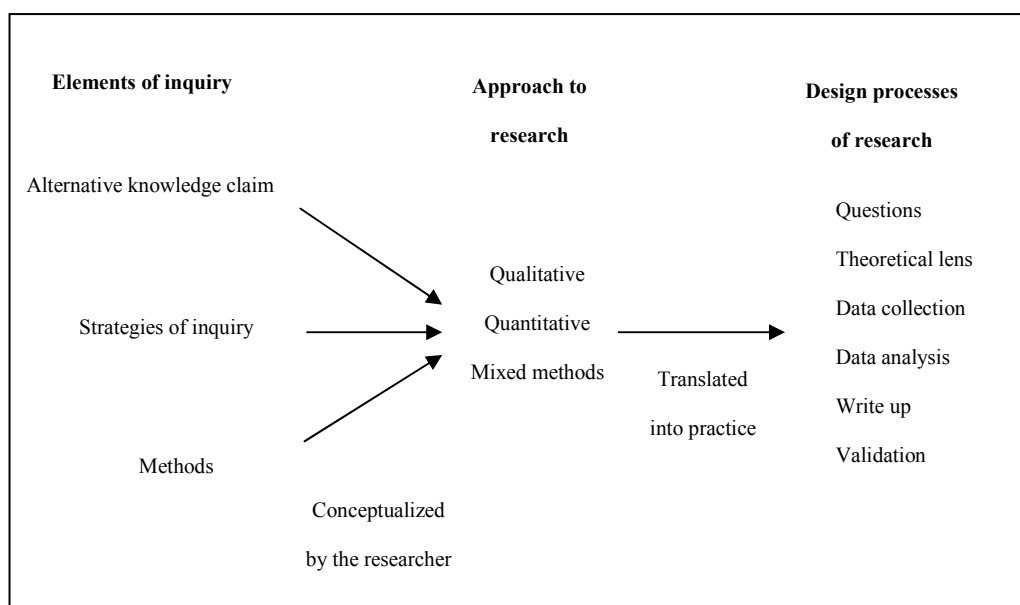 Elements of inquiry
Alternative knowledge claim
Strategies of inquiry
Methods
Conceptualized
by the researcher
Approach to
research
Qualitative
Quantitative
Mixed methods
Translated
into practice
Design processes
of research
Questions
Theoretical lens
Data collection
Data analysis
Write up
Validation